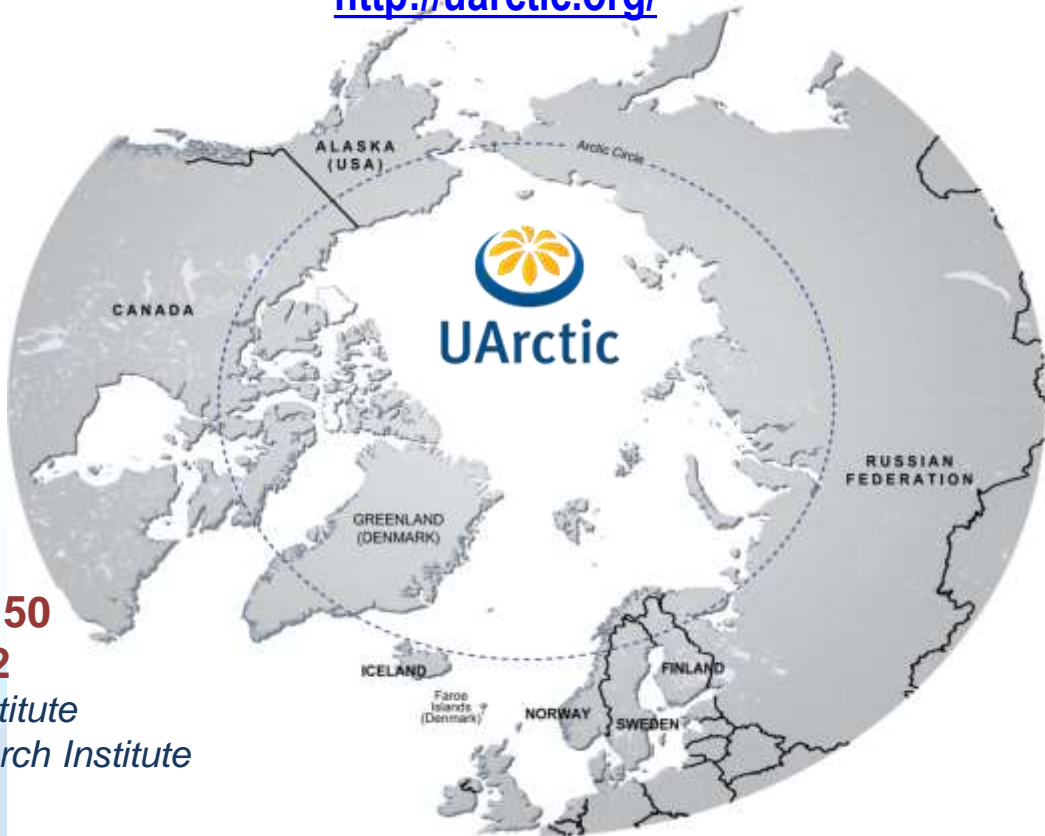 http://uarctic.org/
ALASKA
(USA)
Arctic Circle
CANADA
UArctic
RUSSIAN
FEDERATION
GREENLAND
(DENMARK)
50
2
ICELAND
FINLAND
Faroe
Islands
(Denmark)
NORWAY
SWEDEN
titute
rch Institute